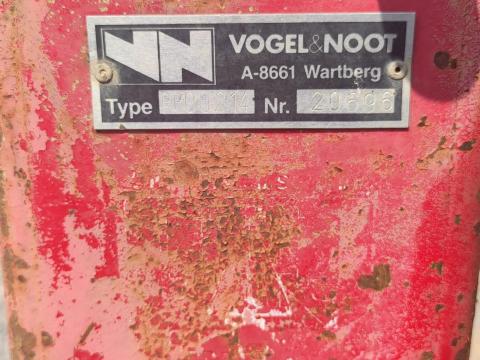 VN VOGEL&NOOT
A-8661 Wartberg
Type Nr. 20696